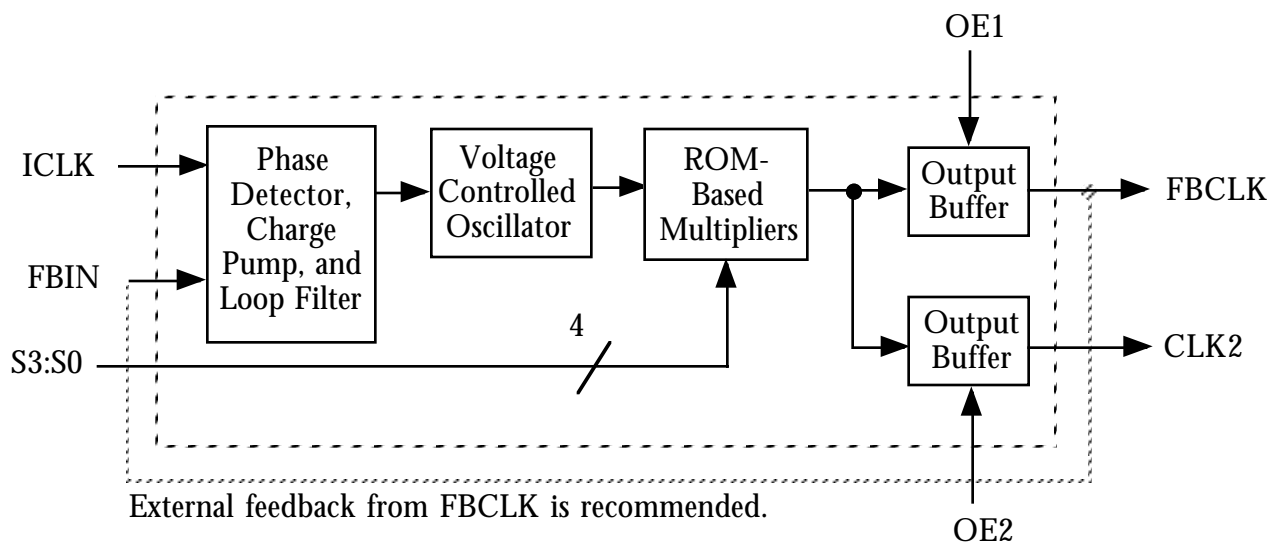 OE1
ICLK
Phase
Detector,
Charge
Pump, and
Loop Filter
Voltage
Controlled
Oscillator
ROM-
Based
Multipliers
Output
Buffer
FBCLK
FBIN
4
Output
Buffer
CLK2
S3:S0
External feedback from FBCLK is recommended.
OE2